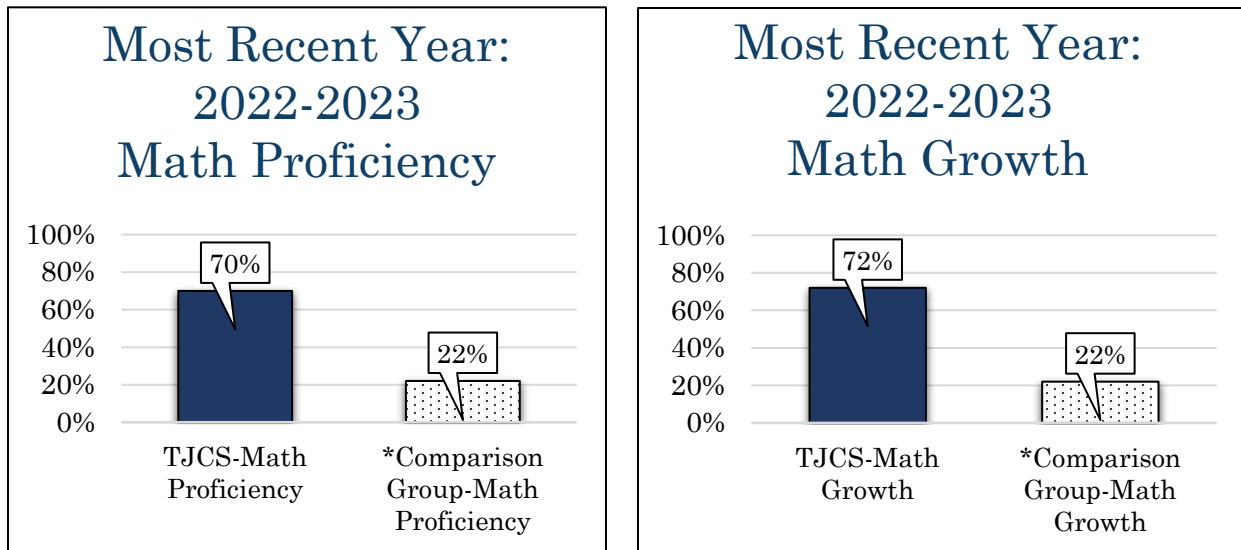 Most Recent Year:
2022-2023
Math Proficiency
100%
80%
60%
40%
20%
0%
70%
22%
TJCS-Math
Proficiency
*Comparison
Group-Math
Proficiency
Most Recent Year:
2022-2023
Math Growth
100%
80%
60%
40%
20%
0%
72%
22%
TJCS-Math
Growth
*Comparison
Group-Math
Growth